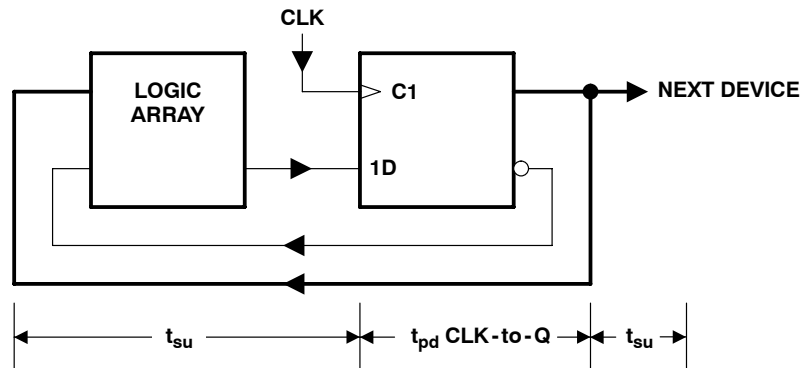 CLK
LOGIC
ARRAY
C1
NEXT DEVICE
1D
tsu
tpd CLK-to-Q
tsu